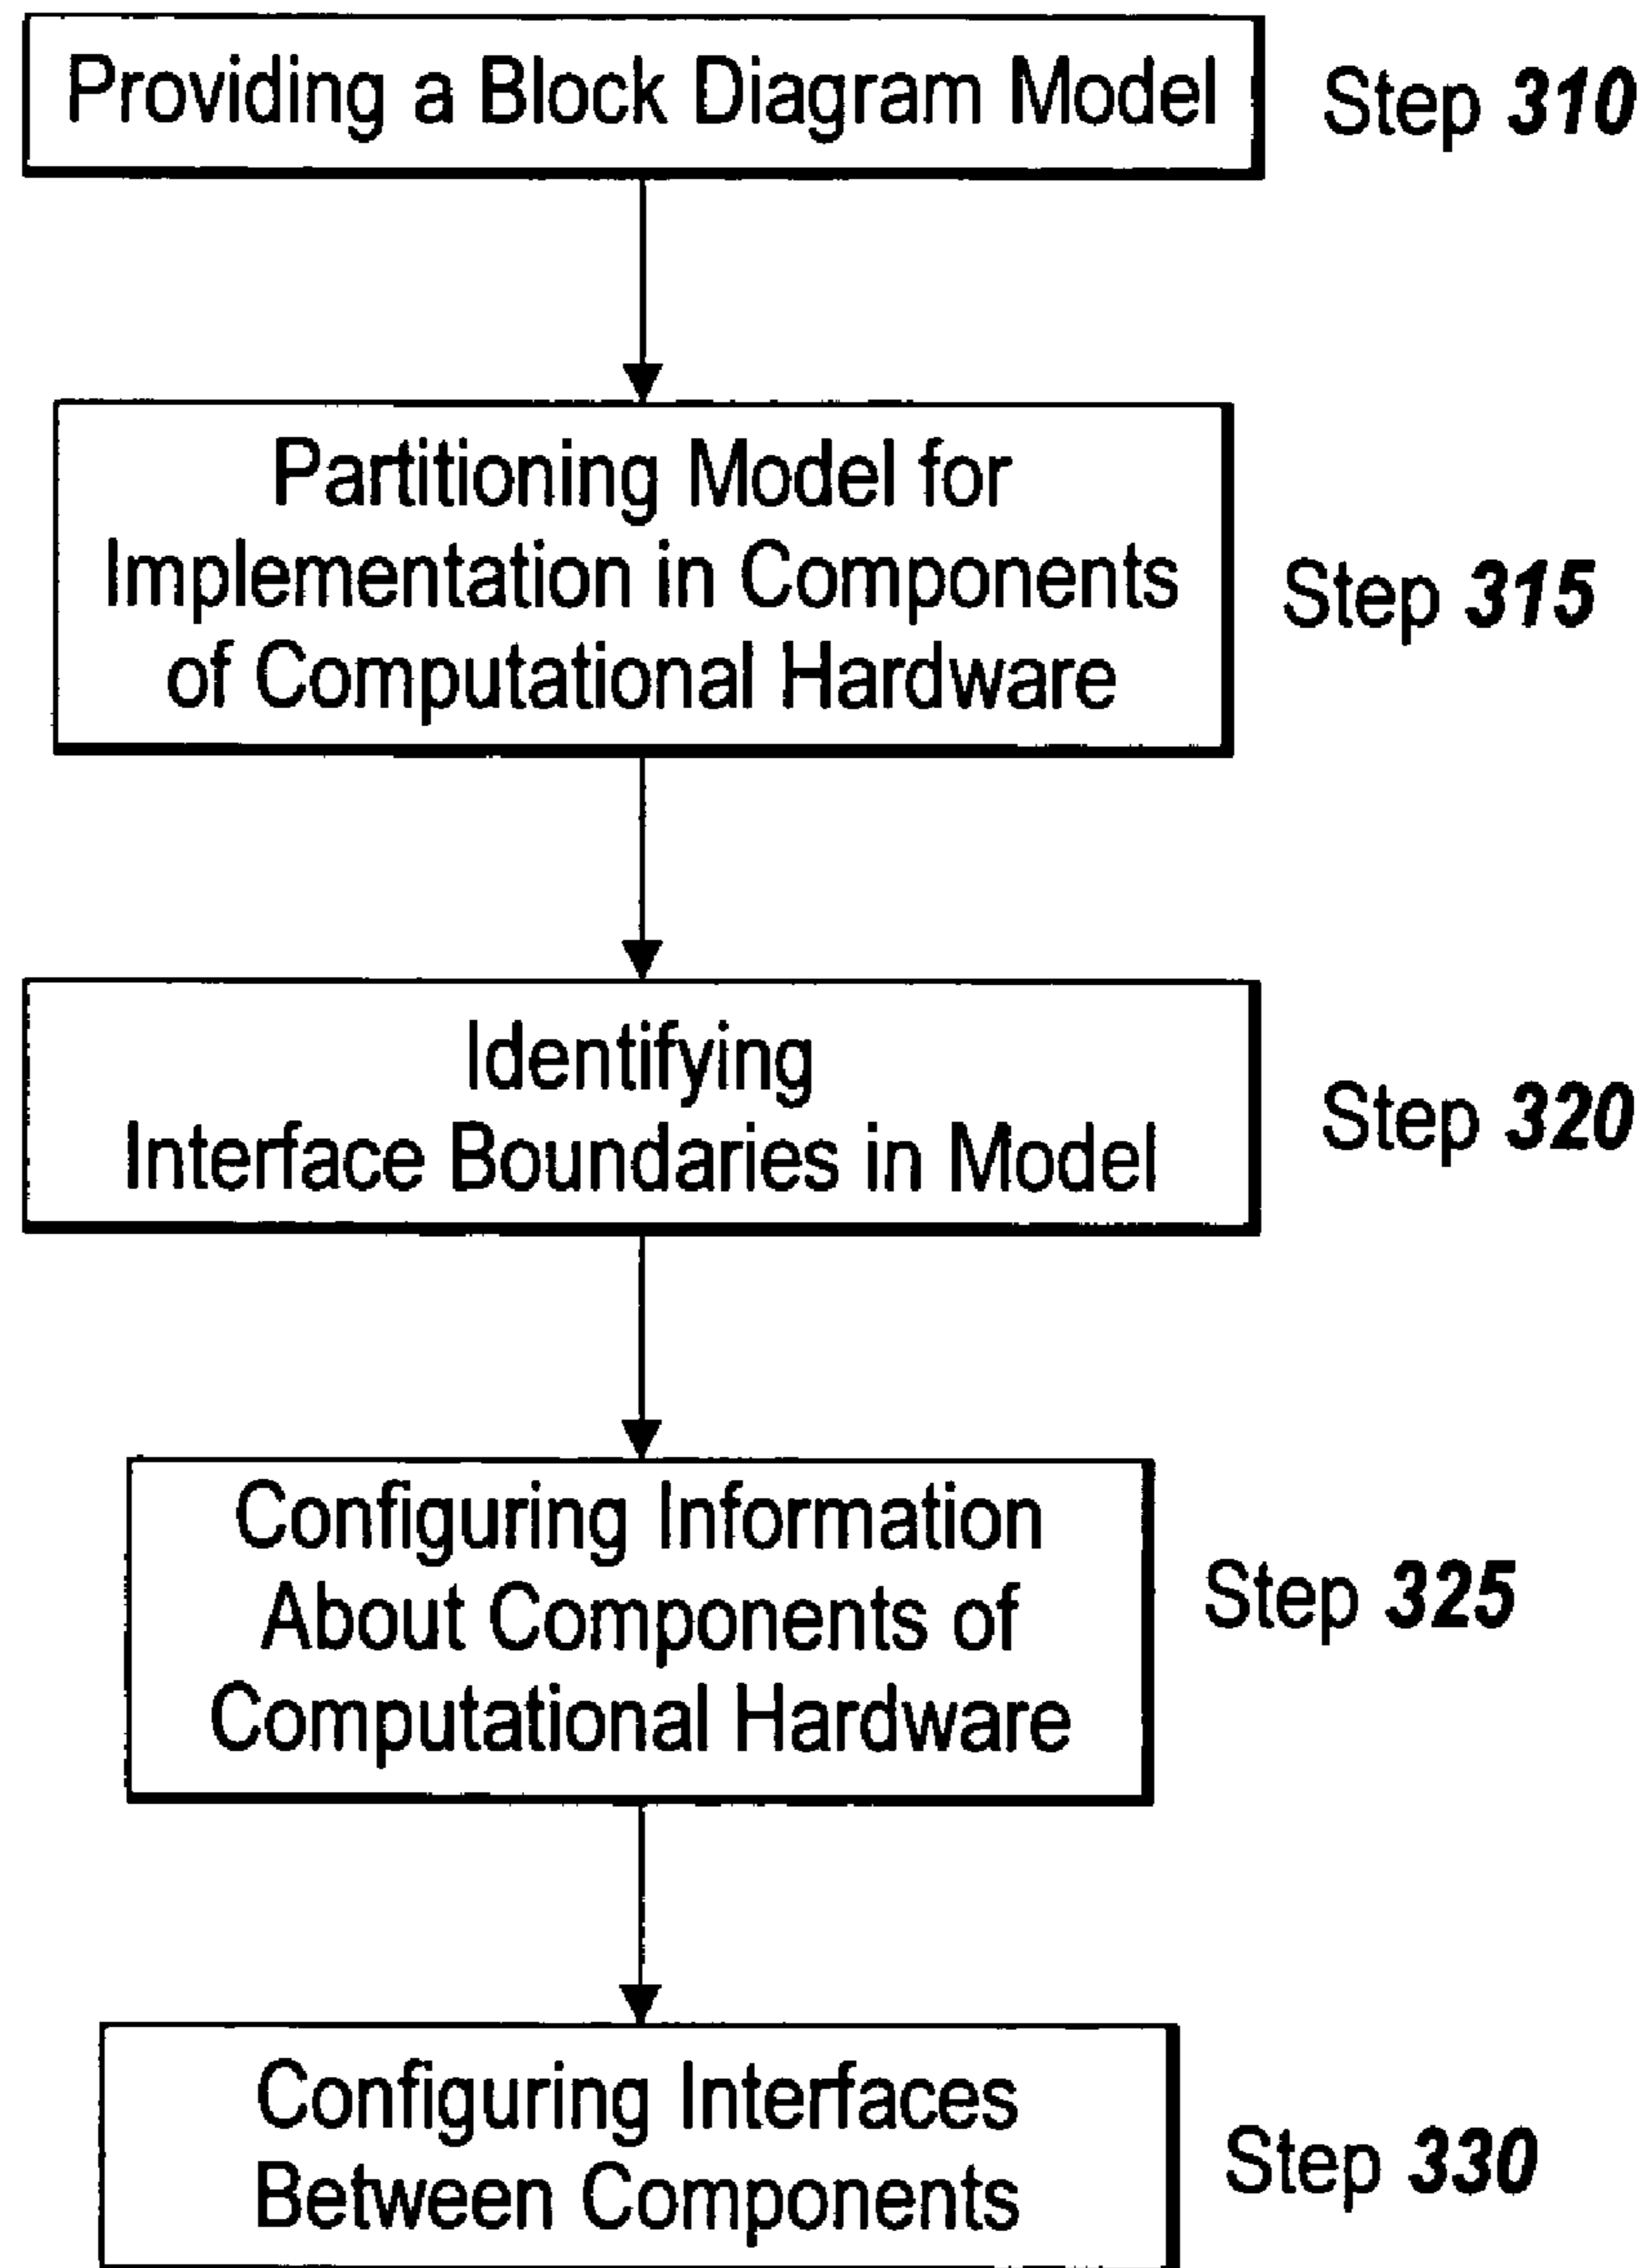 Providing a Block Diagram Model
Step 310
Partitioning Model for
Implementation in Components
of Computational Hardware
Step 315
Identifying
Interface Boundaries in Model
Step 320
Configuring Information
About Components of
Computational Hardware
Step 325
Configuring Interfaces
Between Components
Step 330